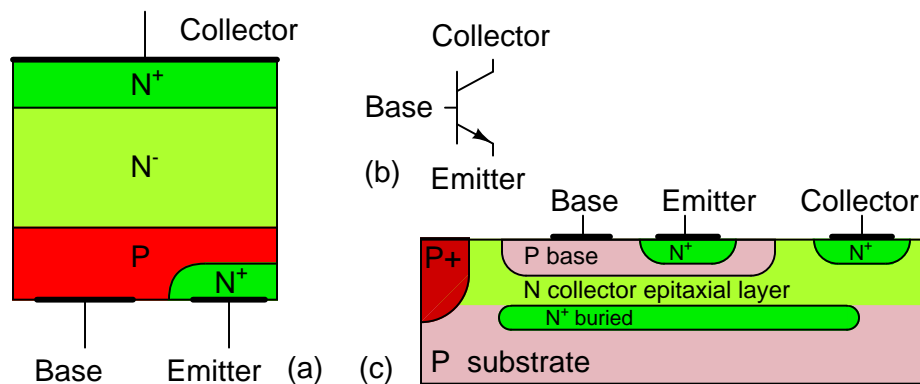 Collector
N⁺
N⁻
P
N⁺
Base
Emitter
(a)
Collector
Base
Emitter
(b)
Base
Emitter
Collector
P+
P base
N⁺
N⁺
N collector epitaxial layer
N⁺ buried
P substrate
(c)